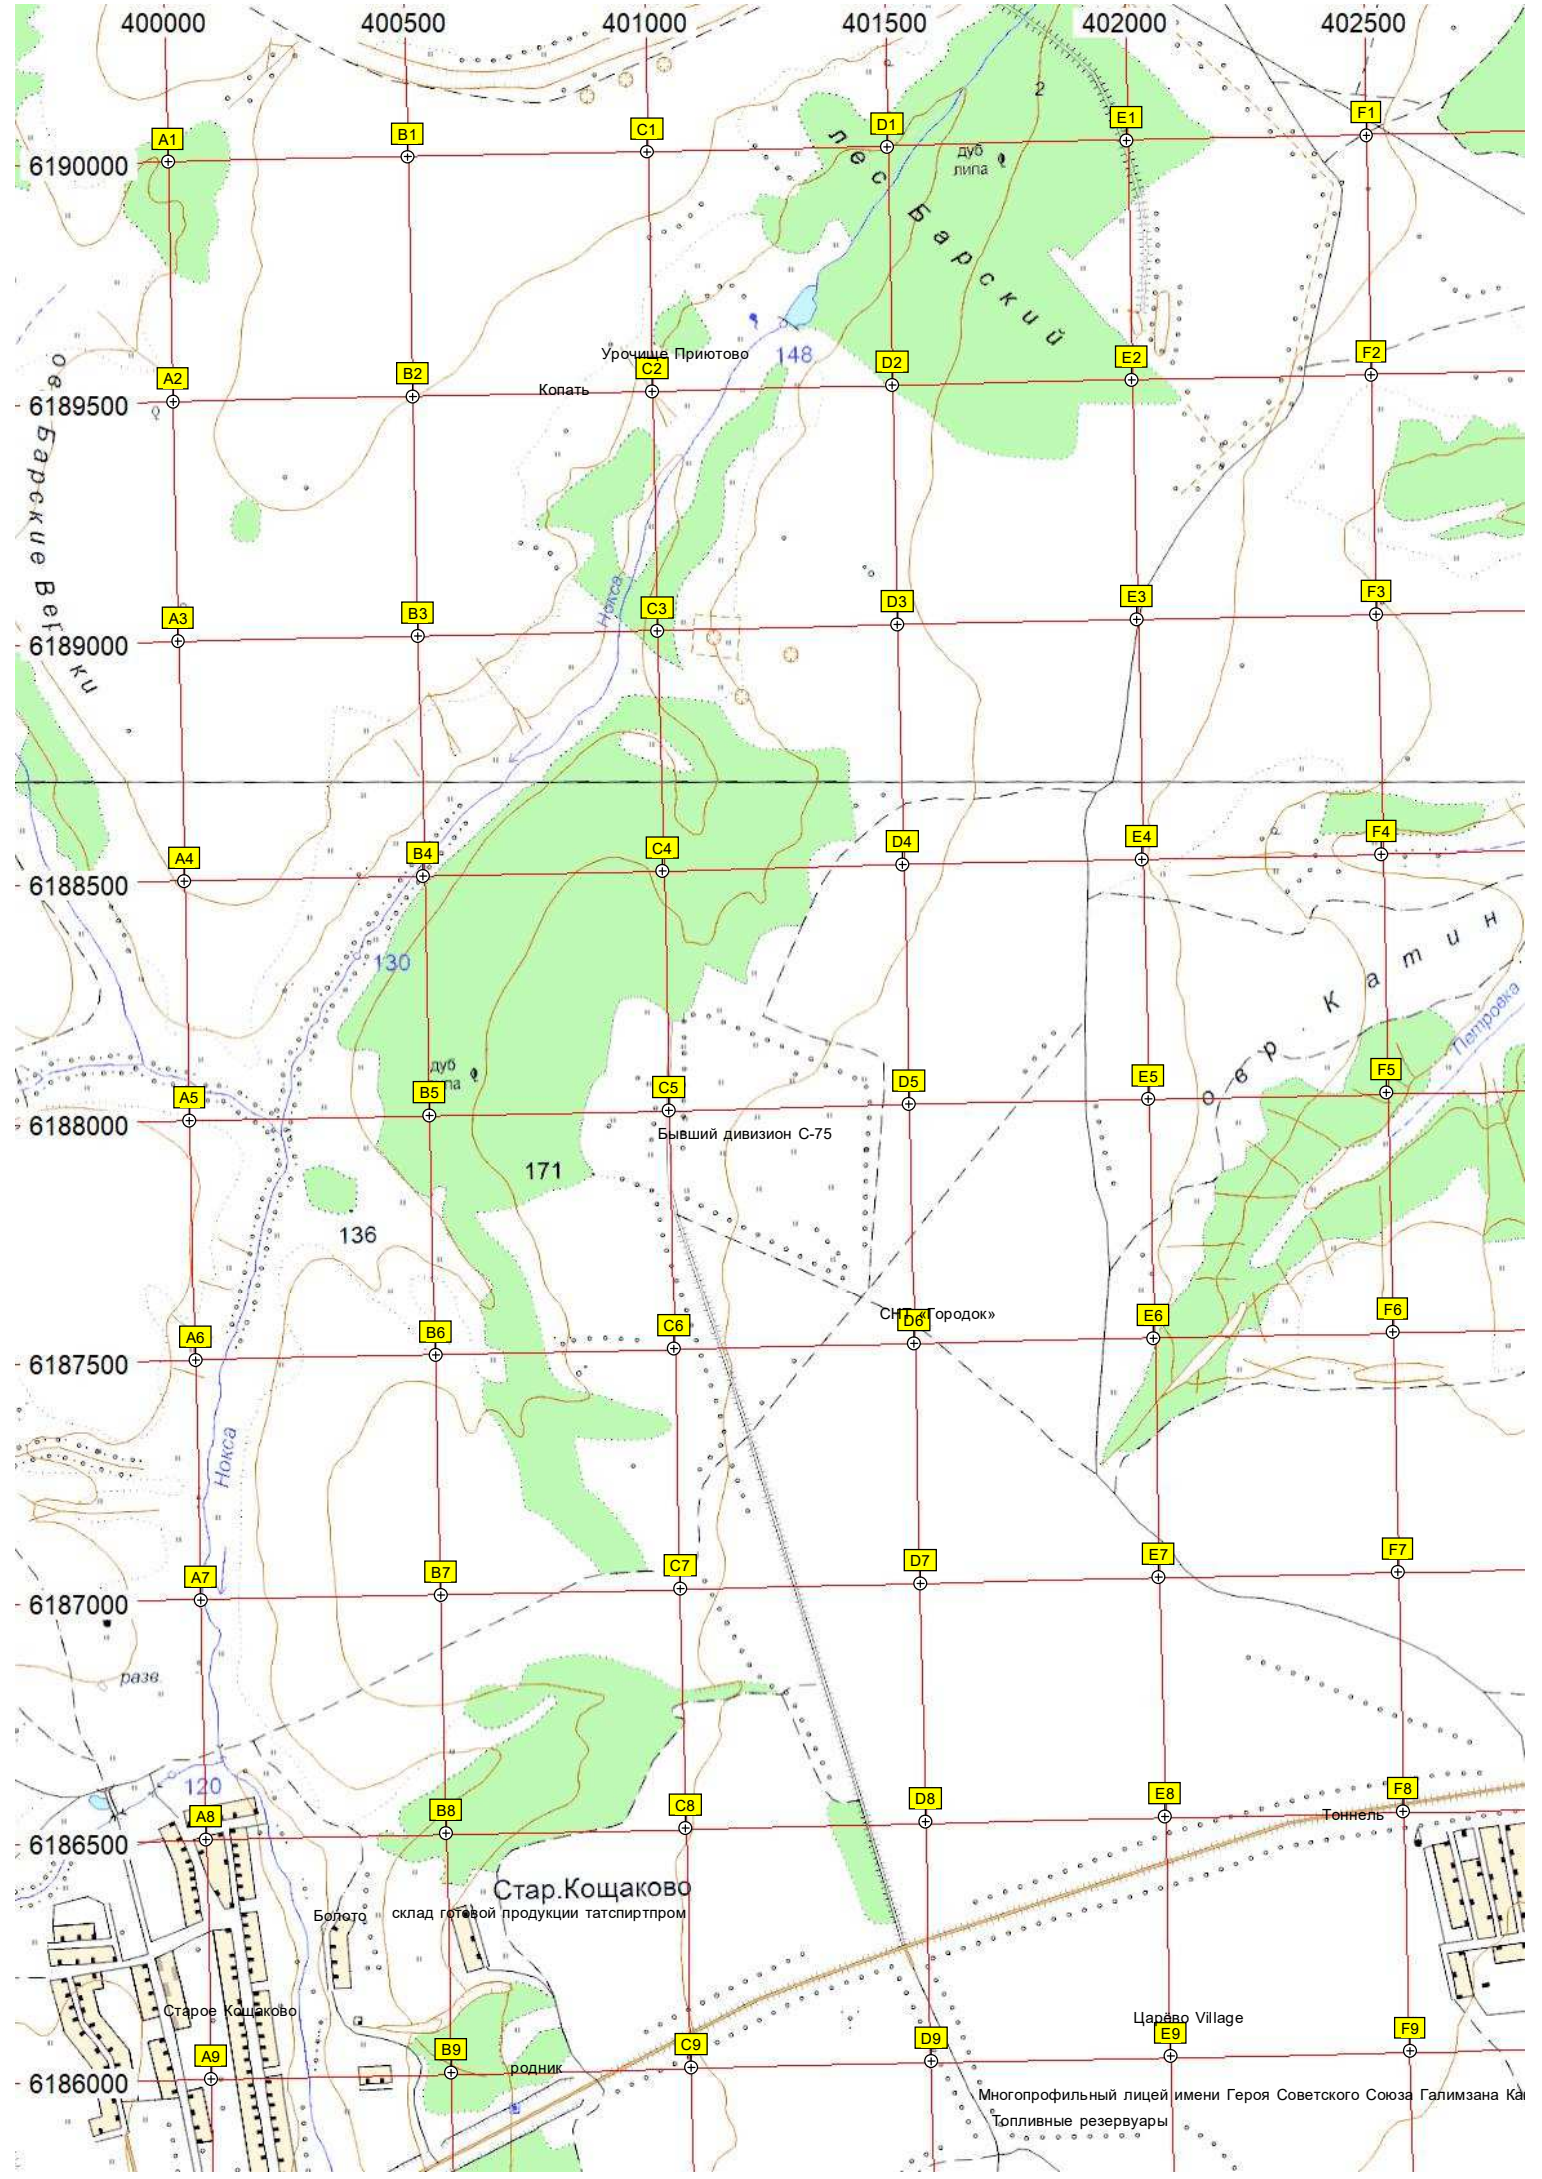 400000 400500 401000 401500 402000 402500
2
A1 B1 C1 D1 E1 F1
6190000
дуб
липа
лес Барский
Урочище Приютово
148
A2 B2 C2 D2 E2 F2
Копать
6189500
Барские
Нокса
A3 B3 C3 D3 E3 F3
6189000
A4 B4 C4 D4 E4 F4
6188500
130
овр. Катин
Петровка
дуб
A5 B5 C5 D5 E5 F5
6188000
Бывший дивизион С-75
171
136
СНТ «Городок»
A6 B6 C6 D6 E6 F6
6187500
Нокса
A7 B7 C7 D7 E7 F7
6187000
разв.
120
A8 B8 C8 D8 E8 F8
Тоннель
6186500
Стар.Кощаково
Болото
склад готовой продукции татспиртпром
Старое Кощаково
Царёво Village
A9 B9 C9 D9 E9 F9
родник
6186000
Многопрофильный лицей имени Героя Советского Союза Галимзана Ка
Топливные резервуары